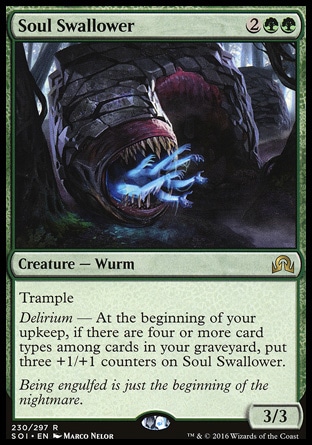 Soul Swallower 2
Creature — Wurm
Trample
Delirium — At the beginning of your
upkeep, if there are four or more card
types among cards in your graveyard, put
three +1/+1 counters on Soul Swallower.
Being engulfed is just the beginning of the
nightmare.
3/3
230/297 R
SOI • EN Marco Nelor
™ & © 2016 Wizards of the Coast